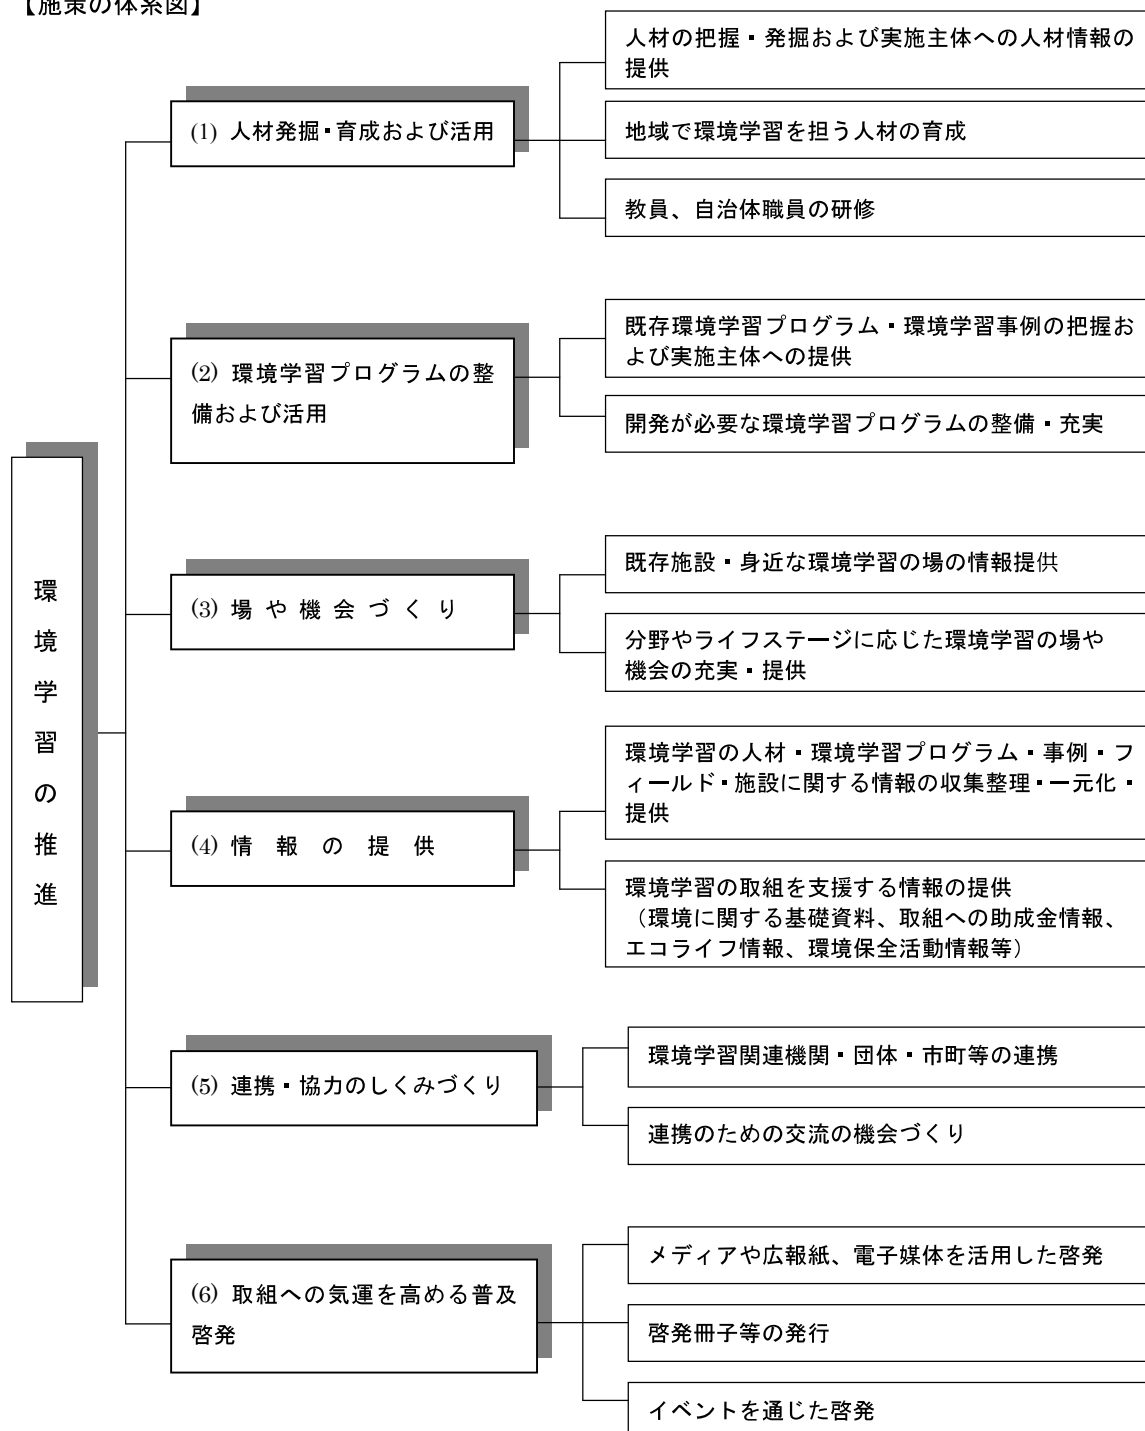 【施策の体系図】
環境学習の推進
(1) 人材発掘・育成および活用
人材の把握・発掘および実施主体への人材情報の
提供
地域で環境学習を担う人材の育成
教員、自治体職員の研修
(2) 環境学習プログラムの整
備および活用
既存環境学習プログラム・環境学習事例の把握お
よび実施主体への提供
開発が必要な環境学習プログラムの整備・充実
(3) 場や機会づくり
既存施設・身近な環境学習の場の情報提供
分野やライフステージに応じた環境学習の場や
機会の充実・提供
(4) 情報の提供
環境学習の人材・環境学習プログラム・事例・フ
ィールド・施設に関する情報の収集整理・一元化・
提供
環境学習の取組を支援する情報の提供
（環境に関する基礎資料、取組への助成金情報、
エコライフ情報、環境保全活動情報等）
(5) 連携・協力のしくみづくり
環境学習関連機関・団体・市町等の連携
連携のための交流の機会づくり
(6) 取組への気運を高める普及
啓発
メディアや広報紙、電子媒体を活用した啓発
啓発冊子等の発行
イベントを通じた啓発